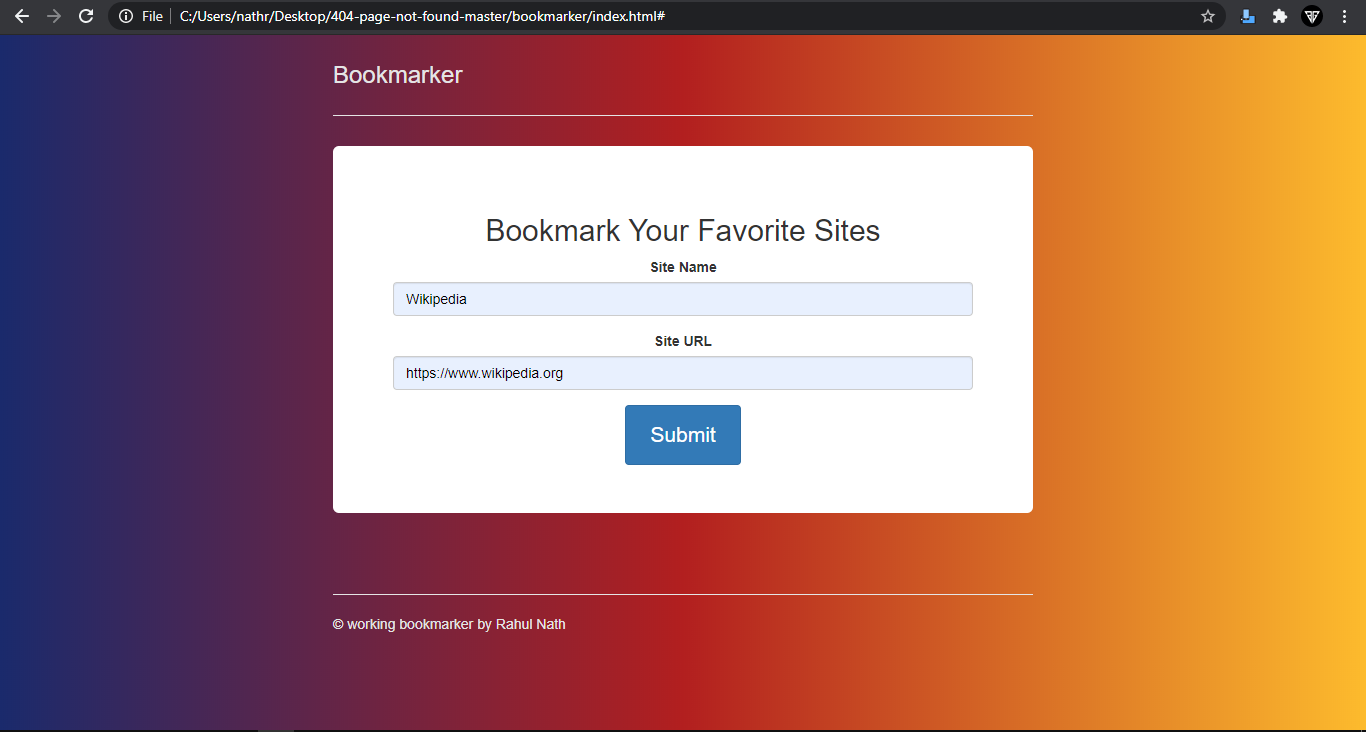 File
C:/Users/nathr/Desktop/404-page-not-found-master/bookmarker/index.html#
Bookmarker
Bookmark Your Favorite Sites
Site Name
Wikipedia
Site URL
https://www.wikipedia.org
Submit
© working bookmarker by Rahul Nath